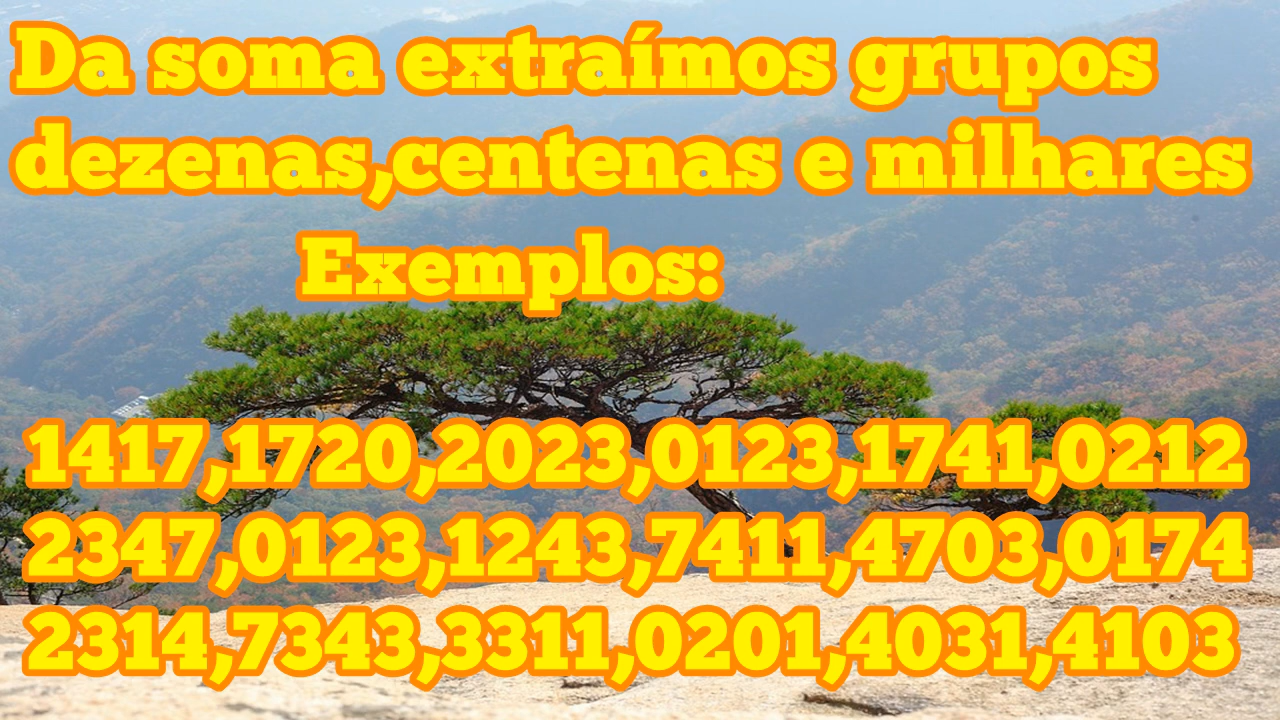 Da soma extraímos grupos
dezenas,centenas e milhares
Exemplos:
1417,1720,2023,0123,1741,0212
2347,0123,1243,7411,4703,0174
2314,7343,3311,0201,4031,4103